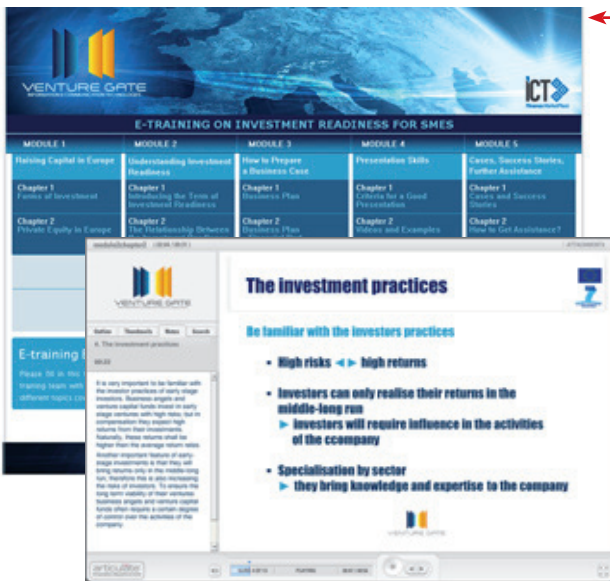 VENTURE GATE
INFORMATION & COMMUNICATION TECHNOLOGIES
ICT
E-TRAINING ON INVESTMENT READINESS FOR SMES
MODULE 1
MODULE 2
MODULE 3
MODULE 4
MODULE 5
Raising Capital in Europe
Understanding Investment
Readiness
How to Prepare
a Business Case
Presentation Skills
Cases, Success Stories,
Further Assistance
Chapter 1
Forms of Investment
Chapter 1
Introducing the Term of
Investment Readiness
Chapter 1
Business Plan
Chapter 1
Criteria for a Good
Presentation
Chapter 1
Cases and Success
Stories
Chapter 2
Private Equity in Europe
Chapter 2
The Relationship Between
Chapter 2
Business Plan
Chapter 2
Videos and Examples
Chapter 2
How to Get Assistance?
E-training
Please fill in this
training team with
different topics
VENTURE GATE
Outline
Thumbnails
Notes
Search
The investment practices
It is very important to be familiar with
the investor practices of early stage
investors. Business angels and
venture capital funds invest in early
stage ventures with high risks; but in
compensation they expect high
returns from their investments.
Naturally, these returns shall be
higher than the average return rates.
Another important feature of early-
stage investments is that they will
bring returns only in the middle-long
run, therefore this is also increasing
the risks of investors. To ensure the
long term viability of their ventures
business angels and venture capital
funds often require a certain degree
of control over the activities of the
company.
The investment practices
Be familiar with the investors practices
• High risks ◄ ► high returns
• Investors can only realise their returns in the
middle-long run
► investors will require influence in the activities
of the ccompany
• Specialisation by sector
► they bring knowledge and expertise to the company
VENTURE GATE
articulate
PLAYING